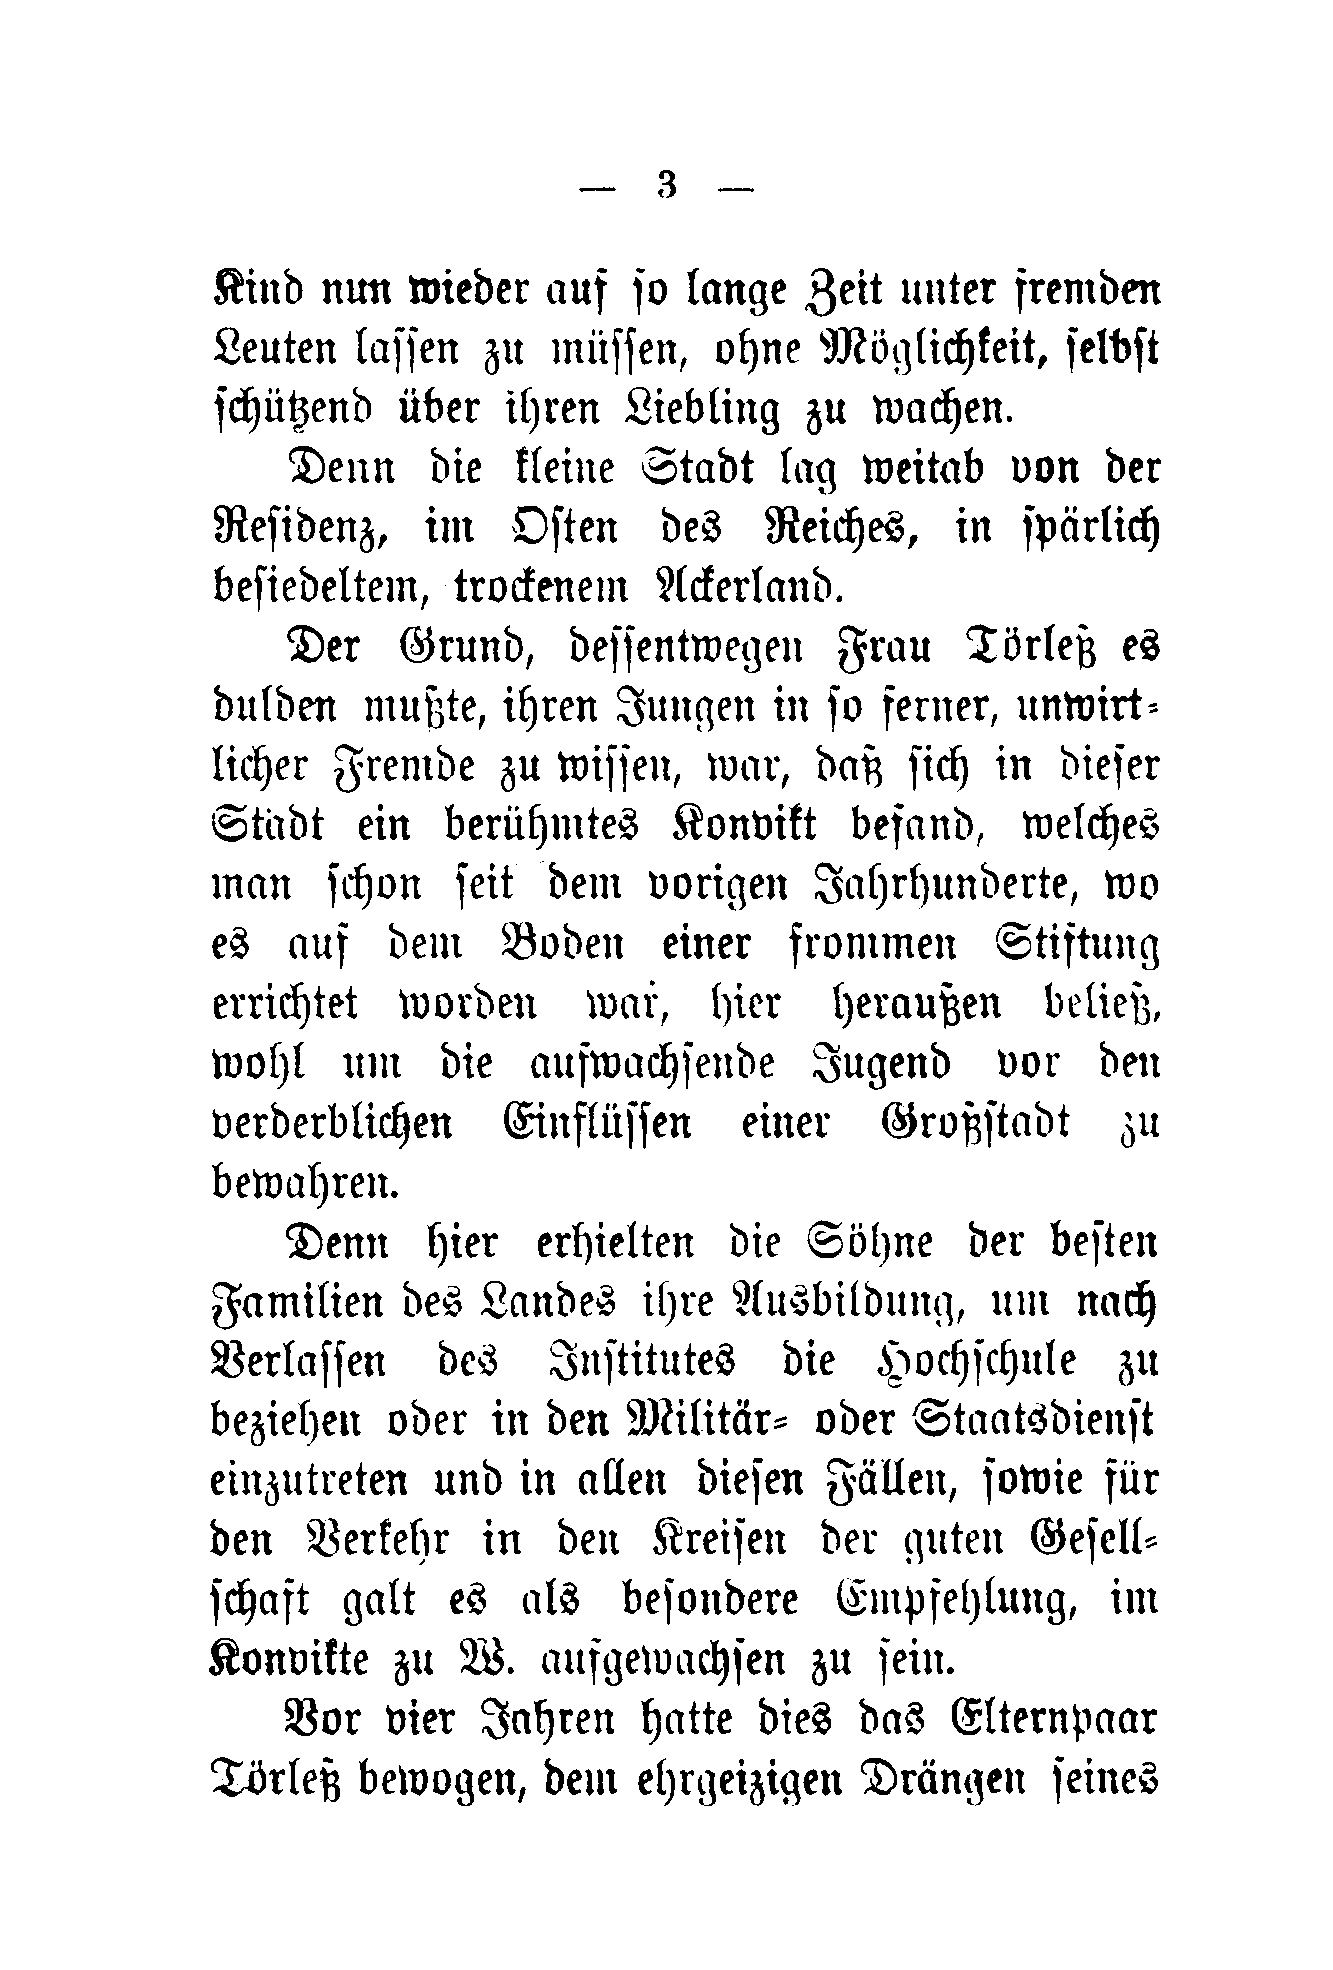 — 3 —
Kind nun wieder auf ſo lange Zeit unter fremden
Leuten laſſen zu müſſen, ohne Möglichkeit, ſelbſt
ſchützend über ihren Liebling zu wachen.
Denn die kleine Stadt lag weitab von der
Reſidenz, im Oſten des Reiches, in ſpärlich
beſiedeltem, trockenem Ackerland.
Der Grund, deſſentwegen Frau Törleß es
dulden mußte, ihren Jungen in ſo ferner, unwirt⸗
licher Fremde zu wiſſen, war, daß ſich in dieſer
Stadt ein berühmtes Konvikt befand, welches
man ſchon ſeit dem vorigen Jahrhunderte, wo
es auf dem Boden einer frommen Stiftung
errichtet worden war, hier heraußen beließ,
wohl um die aufwachſende Jugend vor den
verderblichen Einflüſſen einer Großſtadt zu
bewahren.
Denn hier erhielten die Söhne der beſten
Familien des Landes ihre Ausbildung, um nach
Verlaſſen des Inſtitutes die Hochſchule zu
beziehen oder in den Militär⸗ oder Staatsdienſt
einzutreten und in allen dieſen Fällen, ſowie für
den Verkehr in den Kreiſen der guten Geſell⸗
ſchaft galt es als beſondere Empfehlung, im
Konvikte zu W. aufgewachſen zu ſein.
Vor vier Jahren hatte dies das Elternpaar
Törleß bewogen, dem ehrgeizigen Drängen ſeines